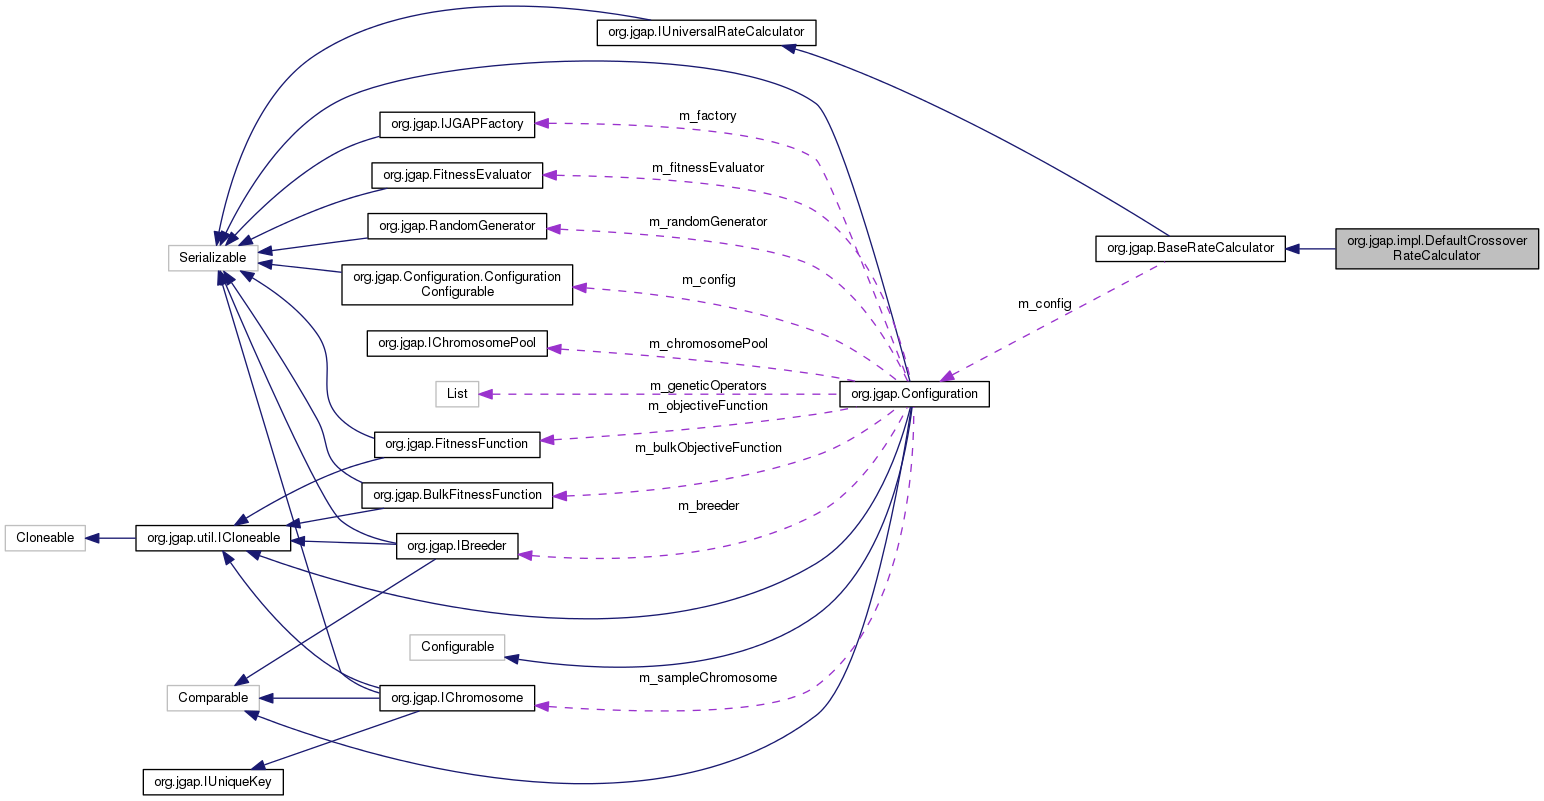 org.jgap.IUniversalRateCalculator
org.jgap.IJGAPFactory
m_factory
org.jgap.FitnessEvaluator
m_fitnessEvaluator
org.jgap.RandomGenerator
m_randomGenerator
Serializable
org.jgap.BaseRateCalculator
org.jgap.impl.DefaultCrossover
RateCalculator
org.jgap.Configuration.Configuration
Configurable
m_config
m_config
org.jgap.IChromosomePool
m_chromosomePool
List
m_geneticOperators
org.jgap.Configuration
m_objectiveFunction
org.jgap.FitnessFunction
m_bulkObjectiveFunction
org.jgap.BulkFitnessFunction
m_breeder
Cloneable
org.jgap.util.ICloneable
org.jgap.IBreeder
Configurable
m_sampleChromosome
Comparable
org.jgap.IChromosome
org.jgap.IUniqueKey